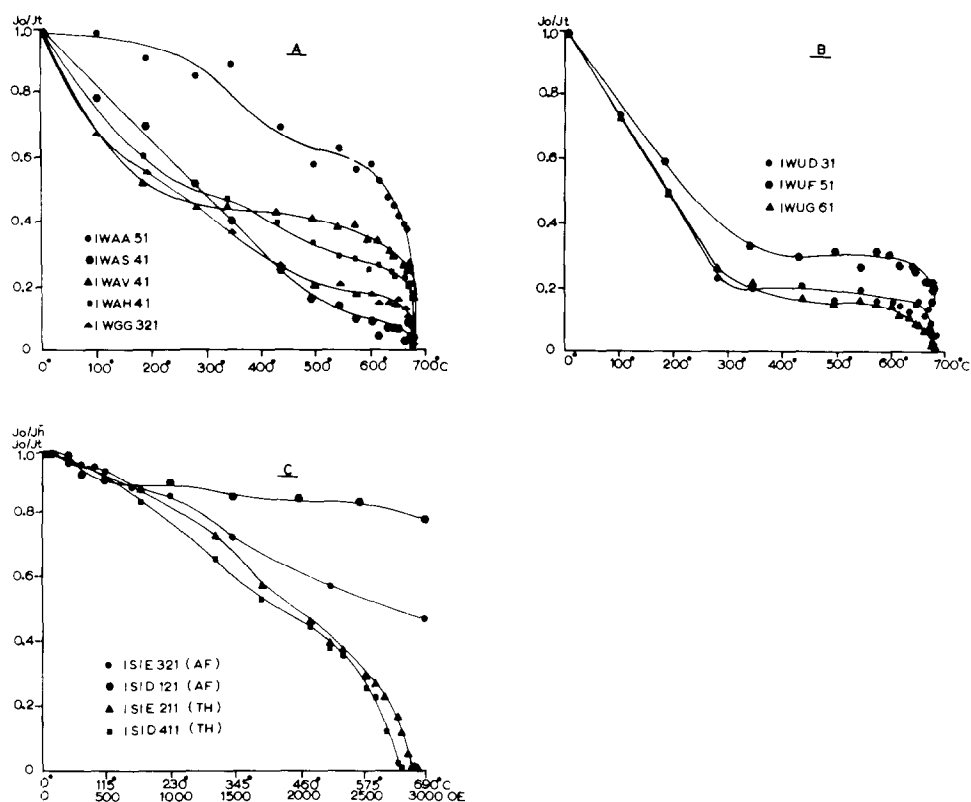 Jo/Jt
1.0
0.8
0.6
0.4
0.2
0
A
IWAA 51
IWAS 41
IWAV 41
IWAH 41
IWGG 321
100° 200° 300° 400° 500° 600° 700°C
Jo/Jt
1.0
0.8
0.6
0.4
0.2
0
B
IWUD 31
IWUF 51
IWUG 61
0° 100° 200° 300° 400° 500° 600° 700°C
Jo/Jh
Jo/Jt
1.0
0.8
0.6
0.4
0.2
0
C
ISIE 321 (AF)
ISID 121 (AF)
ISIE 211 (TH)
ISID 411 (TH)
0° 115° 230° 345° 460° 575° 690°C
0 500 1000 1500 2000 2500 3000 OE